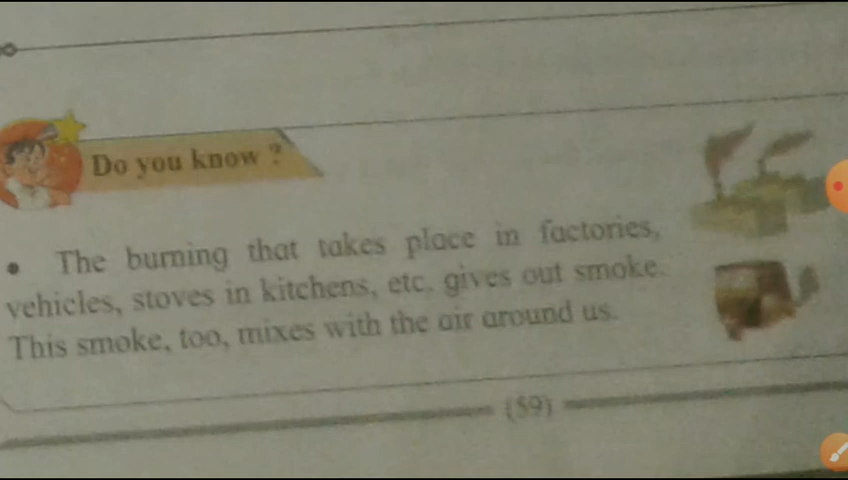 Do you know ?
• The burning that takes place in factories,
vehicles, stoves in kitchens, etc. gives out smoke.
This smoke, too, mixes with the air around us.
(59)